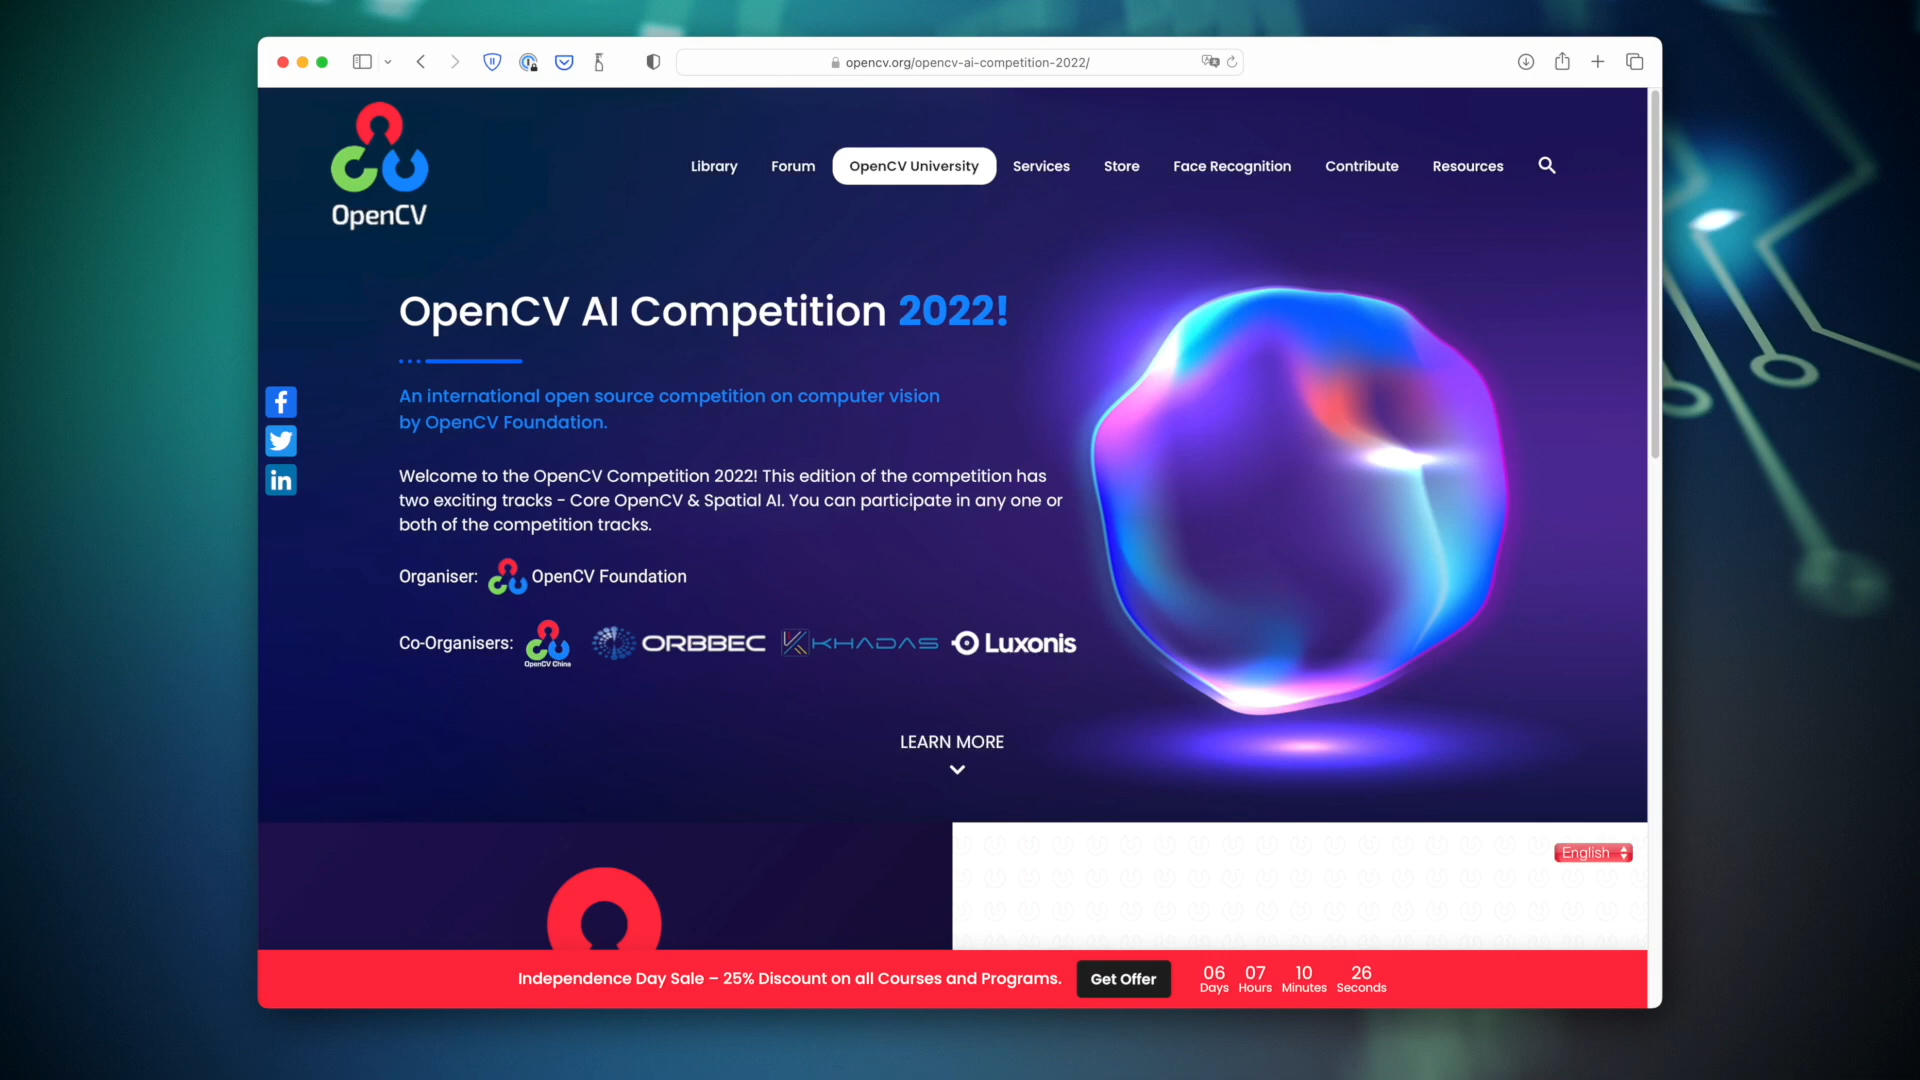 opencv.org/opencv-ai-competition-2022/
OpenCV
Library Forum OpenCV University Services Store Face Recognition Contribute Resources
OpenCV AI Competition 2022!
An international open source competition on computer vision
by OpenCV Foundation.
Welcome to the OpenCV Competition 2022! This edition of the competition has
two exciting tracks - Core OpenCV & Spatial AI. You can participate in any one or
both of the competition tracks.
Organiser: OpenCV Foundation
Co-Organisers: OpenCV China ORBBEC KHADAS Luxonis
LEARN MORE
English
Independence Day Sale – 25% Discount on all Courses and Programs. Get Offer
06 07 10 26
Days Hours Minutes Seconds